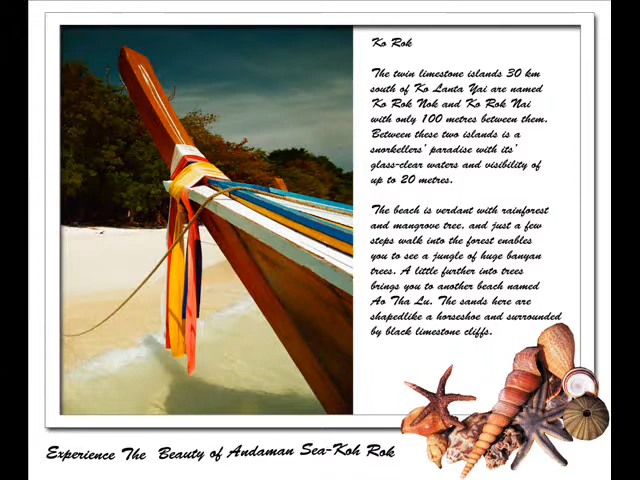 Ko Rok
The twin limestone islands 30 km
south of Ko Lanta Yai are named
Ko Rok Nok and Ko Rok Nai
with only 100 metres between them.
Between these two islands is a
snorkellers' paradise with its'
glass-clear waters and visibility of
up to 20 metres.
The beach is verdant with rainforest
and mangrove tree, and just a few
steps walk into the forest enables
you to see a jungle of huge banyan
trees. A little further into trees
brings you to another beach named
Ao Tha Lu. The sands here are
shapedlike a horseshoe and surrounded
by black limestone cliffs.
Experience The Beauty of Andaman Sea-Koh Rok